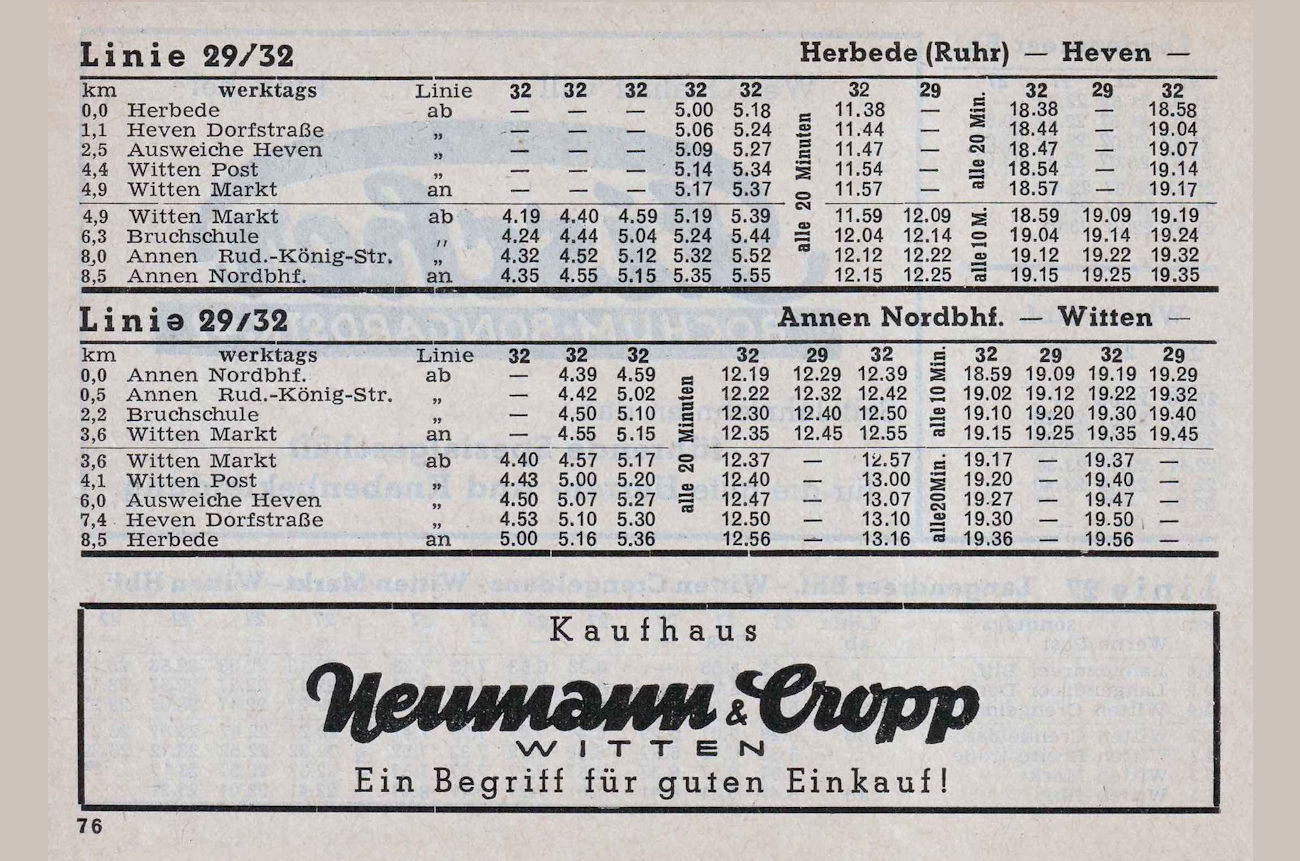 Linie 29/32 Herbede (Ruhr) — Heven —
km werktags Linie 32 32 32 32 32 alle 20 Minuten 32 29 alle 20 Min. 32 29 32
0,0 Herbede ab — — — 5.00 5.18 11.38 — 18.38 — 18.58
1,1 Heven Dorfstraße „ — — — 5.06 5.24 11.44 — 18.44 — 19.04
2,5 Ausweiche Heven „ — — — 5.09 5.27 11.47 — 18.47 — 19.07
4,4 Witten Post „ — — — 5.14 5.34 11.54 — 18.54 — 19.14
4,9 Witten Markt an — — — 5.17 5.37 11.57 — 18.57 — 19.17
4,9 Witten Markt ab 4.19 4.40 4.59 5.19 5.39 11.59 12.09 alle 10 M. 18.59 19.09 19.19
6,3 Bruchschule „ 4.24 4.44 5.04 5.24 5.44 12.04 12.14 19.04 19.14 19.24
8,0 Annen Rud.-König-Str. „ 4.32 4.52 5.12 5.32 5.52 12.12 12.22 19.12 19.22 19.32
8,5 Annen Nordbhf. an 4.35 4.55 5.15 5.35 5.55 12.15 12.25 19.15 19.25 19.35
Linie 29/32 Annen Nordbhf. — Witten —
km werktags Linie 32 32 32 alle 20 Minuten 32 29 32 alle 10 Min. 32 29 32 29
0,0 Annen Nordbhf. ab — 4.39 4.59 12.19 12.29 12.39 18.59 19.09 19.19 19.29
0,5 Annen Rud.-König-Str. „ — 4.42 5.02 12.22 12.32 12.42 19.02 19.12 19.22 19.32
2,2 Bruchschule „ — 4.50 5.10 12.30 12.40 12.50 19.10 19.20 19.30 19.40
3,6 Witten Markt an — 4.55 5.15 12.35 12.45 12.55 19.15 19.25 19.35 19.45
3,6 Witten Markt ab 4.40 4.57 5.17 12.37 — 12.57 alle20Min. 19.17 — 19.37 —
4,1 Witten Post „ 4.43 5.00 5.20 12.40 — 13.00 19.20 — 19.40 —
6,0 Ausweiche Heven „ 4.50 5.07 5.27 12.47 — 13.07 19.27 — 19.47 —
7,4 Heven Dorfstraße „ 4.53 5.10 5.30 12.50 — 13.10 19.30 — 19.50 —
8,5 Herbede an 5.00 5.16 5.36 12.56 — 13.16 19.36 — 19.56 —
Kaufhaus
Neumann & Cropp
WITTEN
Ein Begriff für guten Einkauf!
76